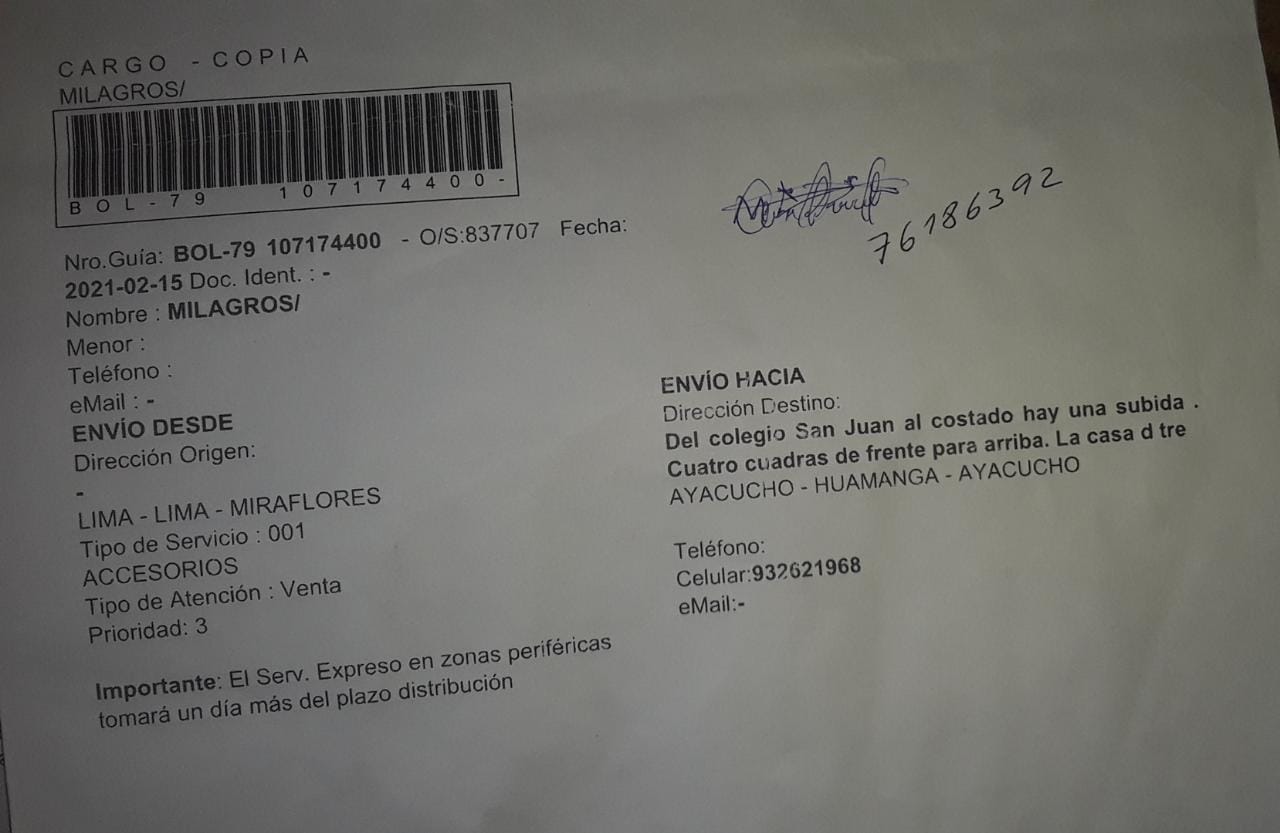 CARGO - COPIA
MILAGROS/
BOL-79 107174400-
76186392
Nro.Guía: BOL-79 107174400 - O/S:837707 Fecha:
2021-02-15 Doc. Ident. : -
Nombre : MILAGROS/
Menor :
Teléfono :
eMail : -
ENVÍO DESDE
Dirección Origen:
-
LIMA - LIMA - MIRAFLORES
Tipo de Servicio : 001
ACCESORIOS
Tipo de Atención : Venta
Prioridad: 3
Importante: El Serv. Expreso en zonas periféricas
tomará un día más del plazo distribución
ENVÍO HACIA
Dirección Destino:
Del colegio San Juan al costado hay una subida .
Cuatro cuadras de frente para arriba. La casa d tre
AYACUCHO - HUAMANGA - AYACUCHO
Teléfono:
Celular:932621968
eMail:-